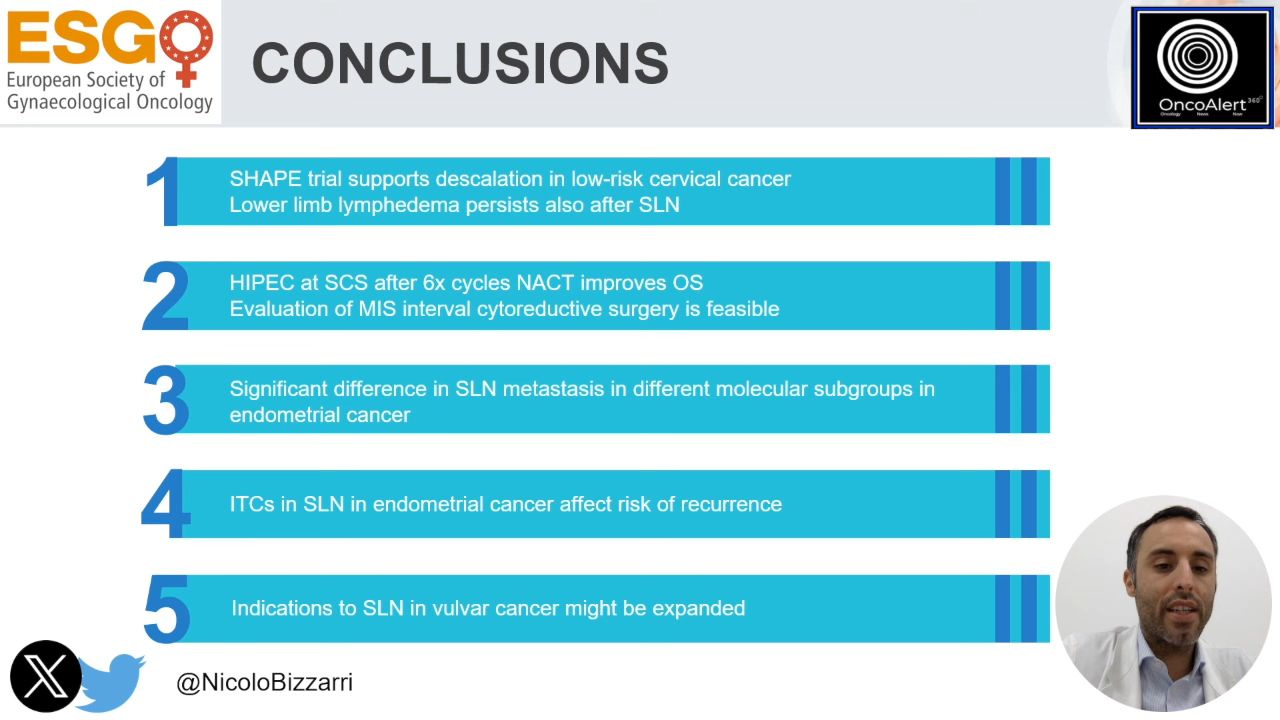 ESGO
European Society of
Gynaecological Oncology
CONCLUSIONS
OncoAlert 360°
Oncology News Now
1
SHAPE trial supports descalation in low-risk cervical cancer
Lower limb lymphedema persists also after SLN
2
HIPEC at SCS after 6x cycles NACT improves OS
Evaluation of MIS interval cytoreductive surgery is feasible
3
Significant difference in SLN metastasis in different molecular subgroups in
endometrial cancer
4
ITCs in SLN in endometrial cancer affect risk of recurrence
5
Indications to SLN in vulvar cancer might be expanded
X
@NicoloBizzarri